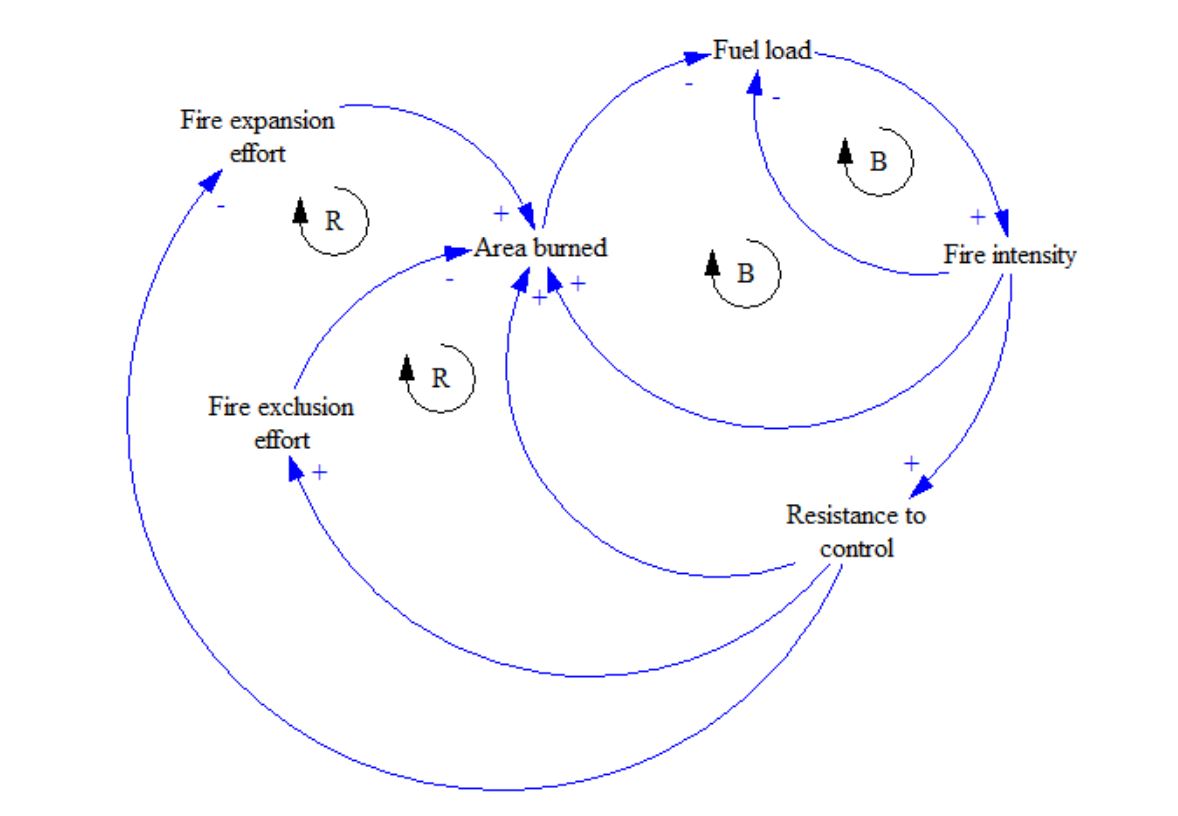 Fuel load
-
-
Fire expansion
effort
B
+
-
R
+
Area burned
Fire intensity
-
B
+
+
R
Fire exclusion
effort
+
+
Resistance to
control